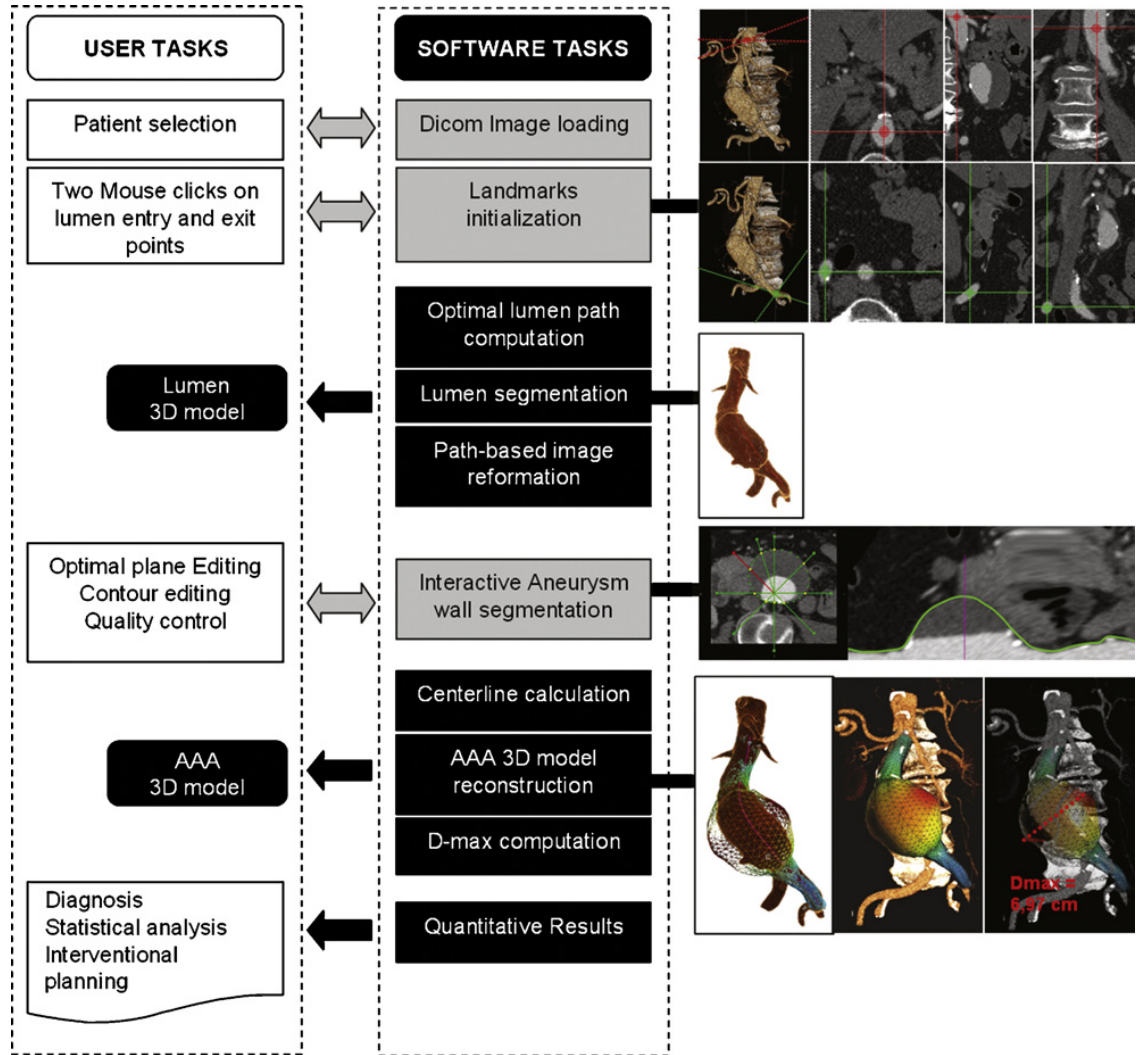 USER TASKS
SOFTWARE TASKS
Patient selection
Dicom Image loading
Two Mouse clicks on
lumen entry and exit
points
Landmarks
initialization
Optimal lumen path
computation
Lumen
3D model
Lumen segmentation
Path-based image
reformation
Optimal plane Editing
Contour editing
Quality control
Interactive Aneurysm
wall segmentation
Centerline calculation
AAA
3D model
AAA 3D model
reconstruction
D-max computation
Dmax =
6,97 cm
Diagnosis
Statistical analysis
Interventional
planning
Quantitative Results